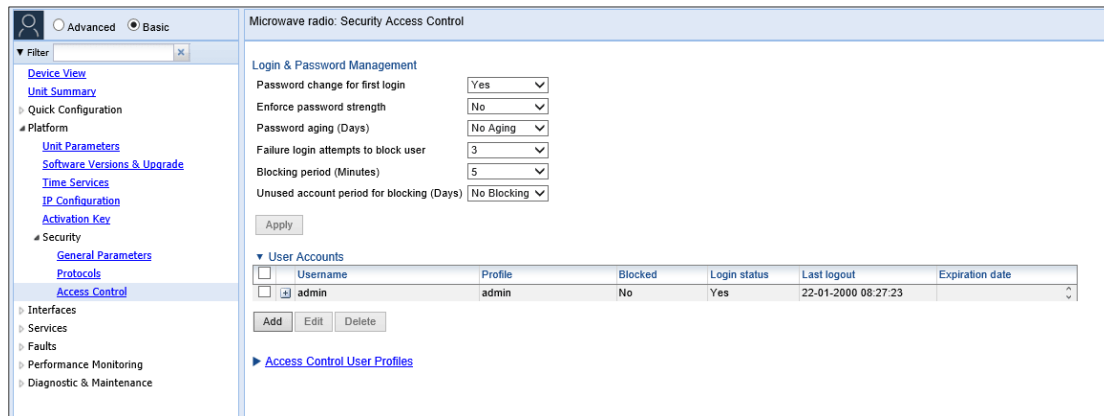 Advanced Basic
Microwave radio: Security Access Control
Filter
Device View
Unit Summary
Quick Configuration
Platform
Unit Parameters
Software Versions & Upgrade
Time Services
IP Configuration
Activation Key
Security
General Parameters
Protocols
Access Control
Interfaces
Services
Faults
Performance Monitoring
Diagnostic & Maintenance
Login & Password Management
Password change for first login Yes
Enforce password strength No
Password aging (Days) No Aging
Failure login attempts to block user 3
Blocking period (Minutes) 5
Unused account period for blocking (Days) No Blocking
Apply
User Accounts
Username Profile Blocked Login status Last logout Expiration date
admin admin No Yes 22-01-2000 08:27:23
Add Edit Delete
Access Control User Profiles